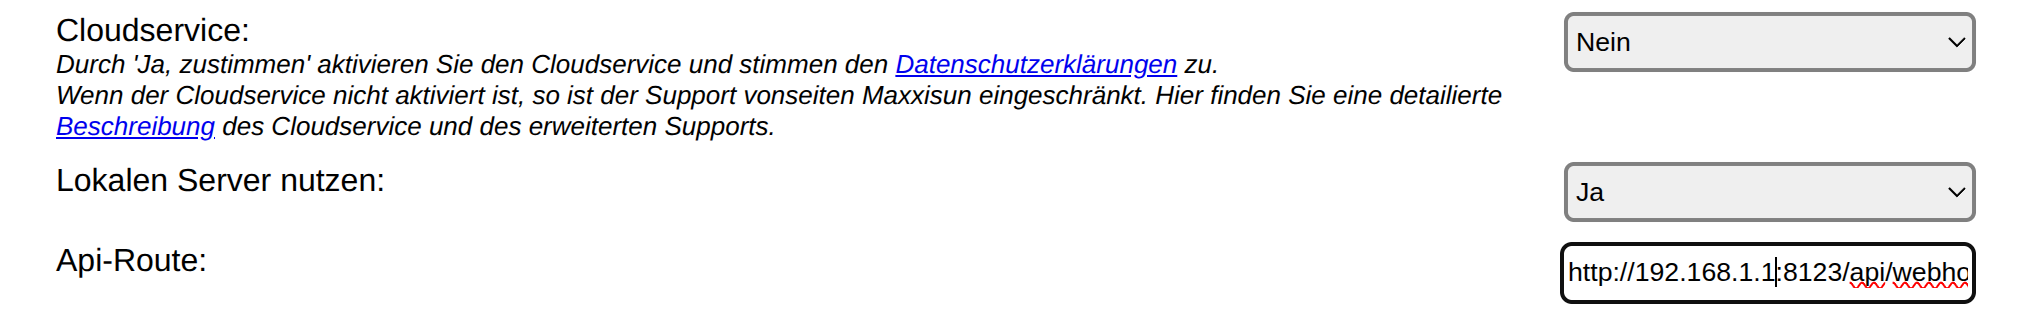 Cloudservice:
Nein
Durch 'Ja, zustimmen' aktivieren Sie den Cloudservice und stimmen den Datenschutzerklärungen zu.
Wenn der Cloudservice nicht aktiviert ist, so ist der Support vonseiten Maxxisun eingeschränkt. Hier finden Sie eine detailierte
Beschreibung des Cloudservice und des erweiterten Supports.
Lokalen Server nutzen:
Ja
Api-Route:
http://192.168.1.1:8123/api/webho